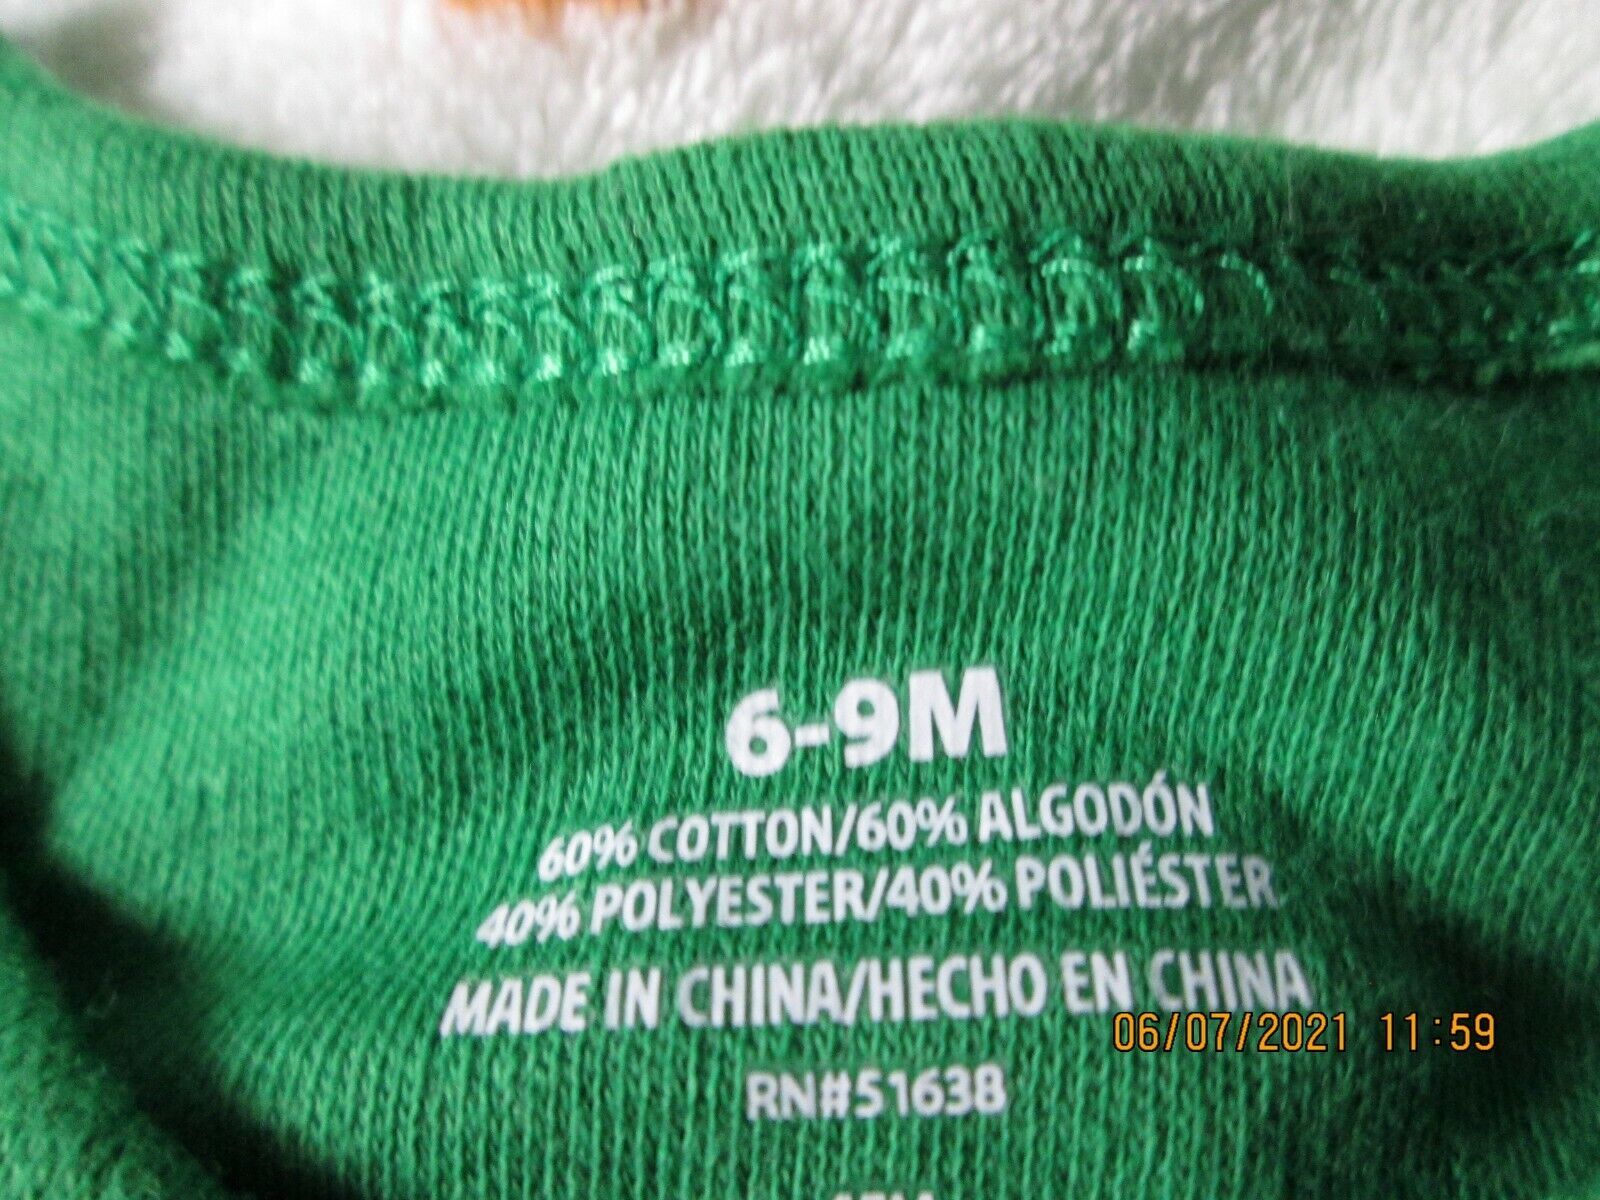 6-9M
60% COTTON/60% ALGODÓN
40% POLYESTER/40% POLIÉSTER
MADE IN CHINA/HECHO EN CHINA
06/07/2021 11:59
RN#51638